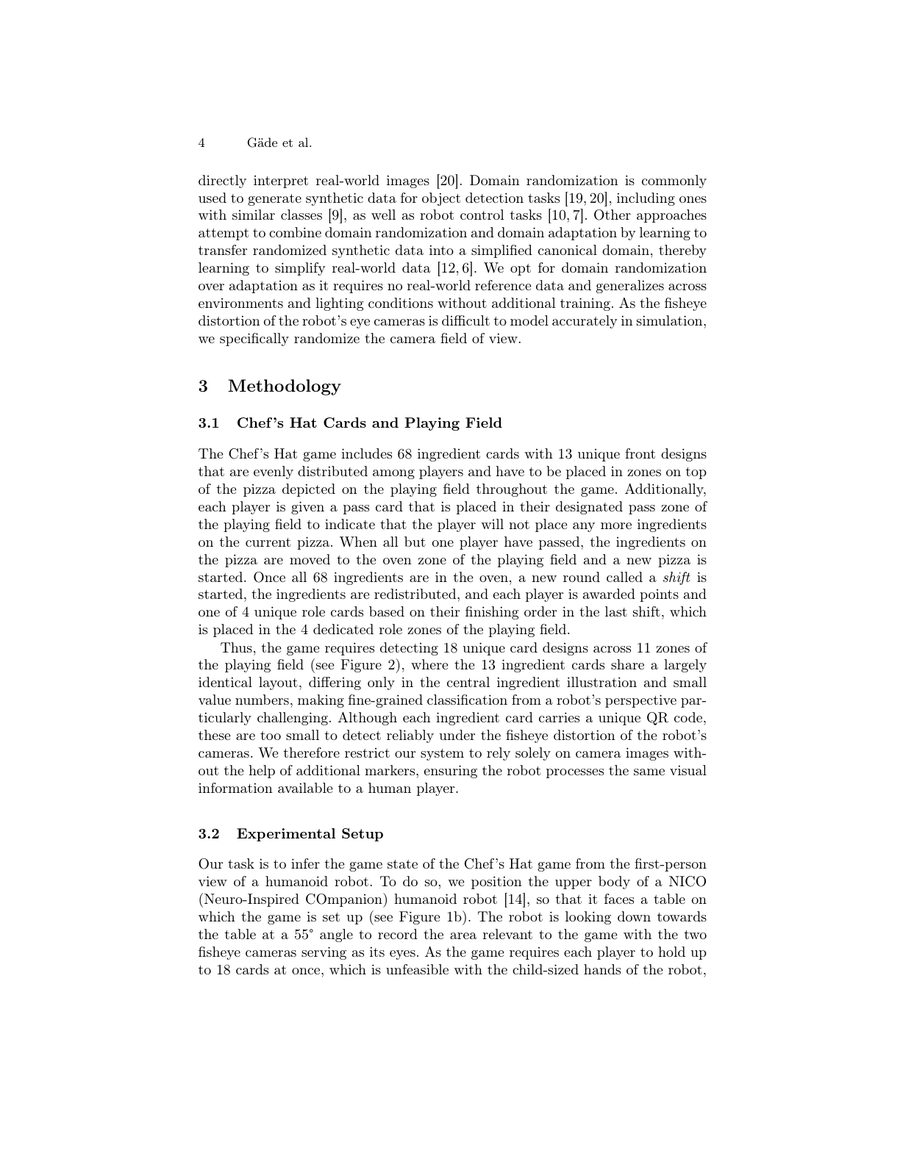 4 Gäde et al.
directly interpret real-world images [20]. Domain randomization is commonly
used to generate synthetic data for object detection tasks [19, 20], including ones
with similar classes [9], as well as robot control tasks [10, 7]. Other approaches
attempt to combine domain randomization and domain adaptation by learning to
transfer randomized synthetic data into a simplified canonical domain, thereby
learning to simplify real-world data [12, 6]. We opt for domain randomization
over adaptation as it requires no real-world reference data and generalizes across
environments and lighting conditions without additional training. As the fisheye
distortion of the robot's eye cameras is difficult to model accurately in simulation,
we specifically randomize the camera field of view.
3 Methodology
3.1 Chef's Hat Cards and Playing Field
The Chef's Hat game includes 68 ingredient cards with 13 unique front designs
that are evenly distributed among players and have to be placed in zones on top
of the pizza depicted on the playing field throughout the game. Additionally,
each player is given a pass card that is placed in their designated pass zone of
the playing field to indicate that the player will not place any more ingredients
on the current pizza. When all but one player have passed, the ingredients on
the pizza are moved to the oven zone of the playing field and a new pizza is
started. Once all 68 ingredients are in the oven, a new round called a shift is
started, the ingredients are redistributed, and each player is awarded points and
one of 4 unique role cards based on their finishing order in the last shift, which
is placed in the 4 dedicated role zones of the playing field.
Thus, the game requires detecting 18 unique card designs across 11 zones of
the playing field (see Figure 2), where the 13 ingredient cards share a largely
identical layout, differing only in the central ingredient illustration and small
value numbers, making fine-grained classification from a robot's perspective par-
ticularly challenging. Although each ingredient card carries a unique QR code,
these are too small to detect reliably under the fisheye distortion of the robot's
cameras. We therefore restrict our system to rely solely on camera images with-
out the help of additional markers, ensuring the robot processes the same visual
information available to a human player.
3.2 Experimental Setup
Our task is to infer the game state of the Chef's Hat game from the first-person
view of a humanoid robot. To do so, we position the upper body of a NICO
(Neuro-Inspired COmpanion) humanoid robot [14], so that it faces a table on
which the game is set up (see Figure 1b). The robot is looking down towards
the table at a 55° angle to record the area relevant to the game with the two
fisheye cameras serving as its eyes. As the game requires each player to hold up
to 18 cards at once, which is unfeasible with the child-sized hands of the robot,